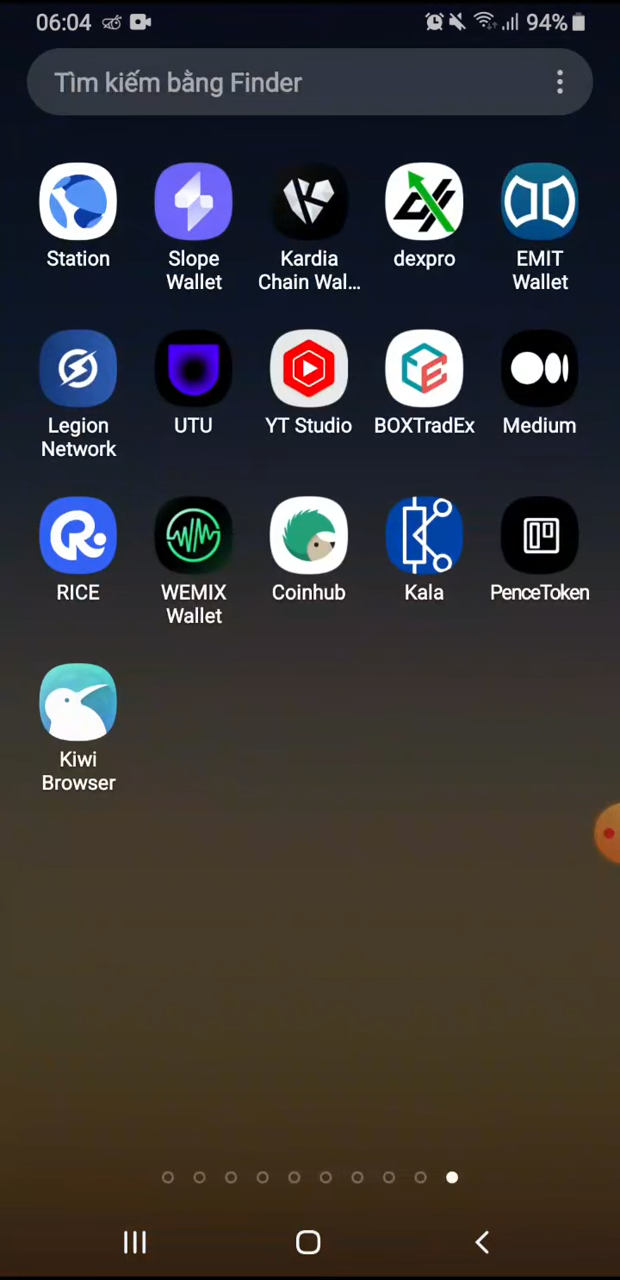 06:04
94%
Tìm kiếm bằng Finder
Station
Slope
Wallet
Kardia
Chain Wal...
dexpro
EMIT
Wallet
Legion
Network
UTU
YT Studio
BOXTradEx
Medium
RICE
WEMIX
Wallet
Coinhub
Kala
PenceToken
Kiwi
Browser